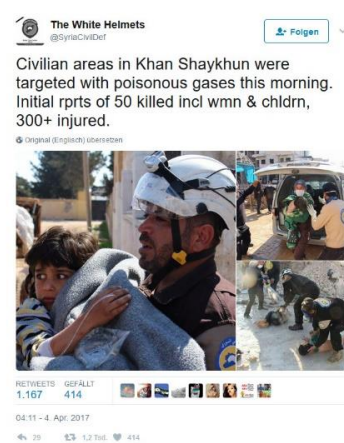 The White Helmets
@SyriaCivilDef
Folgen
Civilian areas in Khan Shaykhun were
targeted with poisonous gases this morning.
Initial rprts of 50 killed incl wmn & chldrn,
300+ injured.
Original (Englisch) übersetzen
RETWEETS GEFÄLLT
1.167 414
04:11 - 4. Apr. 2017
29 1,2 Tsd. 414